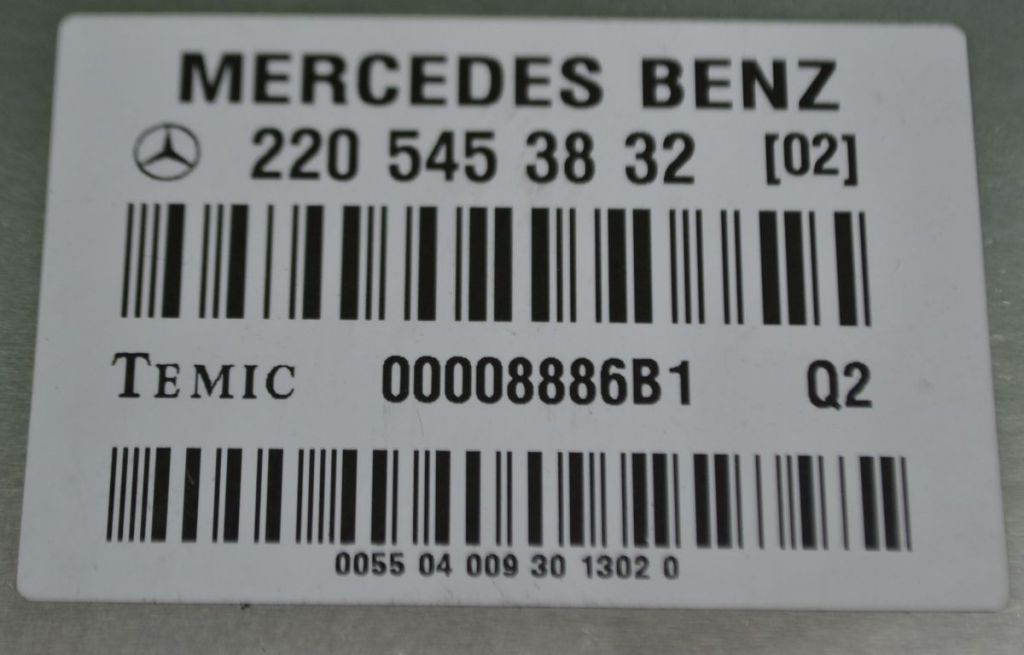 MERCEDES BENZ
220 545 38 32 [02]
TEMIC 00008886B1 Q2
0055 04 009 30 1302 0